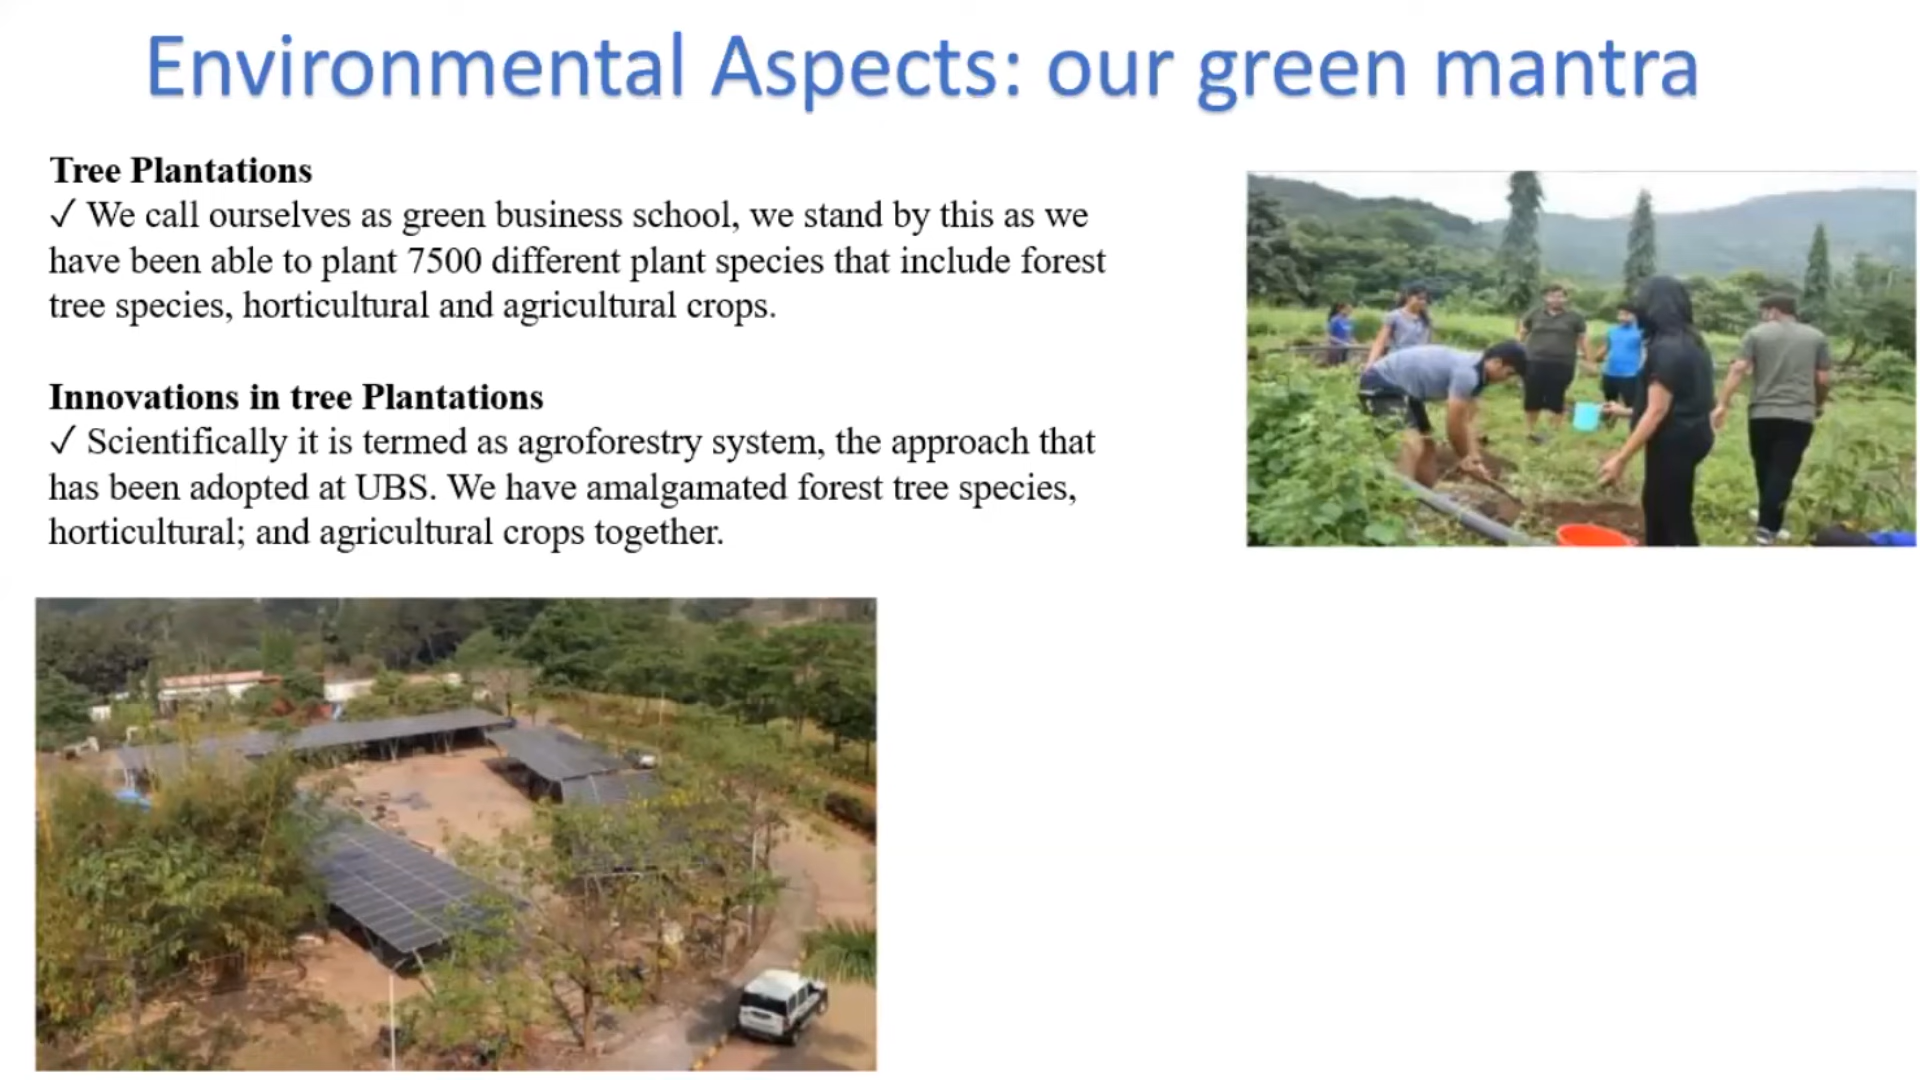 Environmental Aspects: our green mantra
Tree Plantations
✓ We call ourselves as green business school, we stand by this as we
have been able to plant 7500 different plant species that include forest
tree species, horticultural and agricultural crops.
Innovations in tree Plantations
✓ Scientifically it is termed as agroforestry system, the approach that
has been adopted at UBS. We have amalgamated forest tree species,
horticultural; and agricultural crops together.